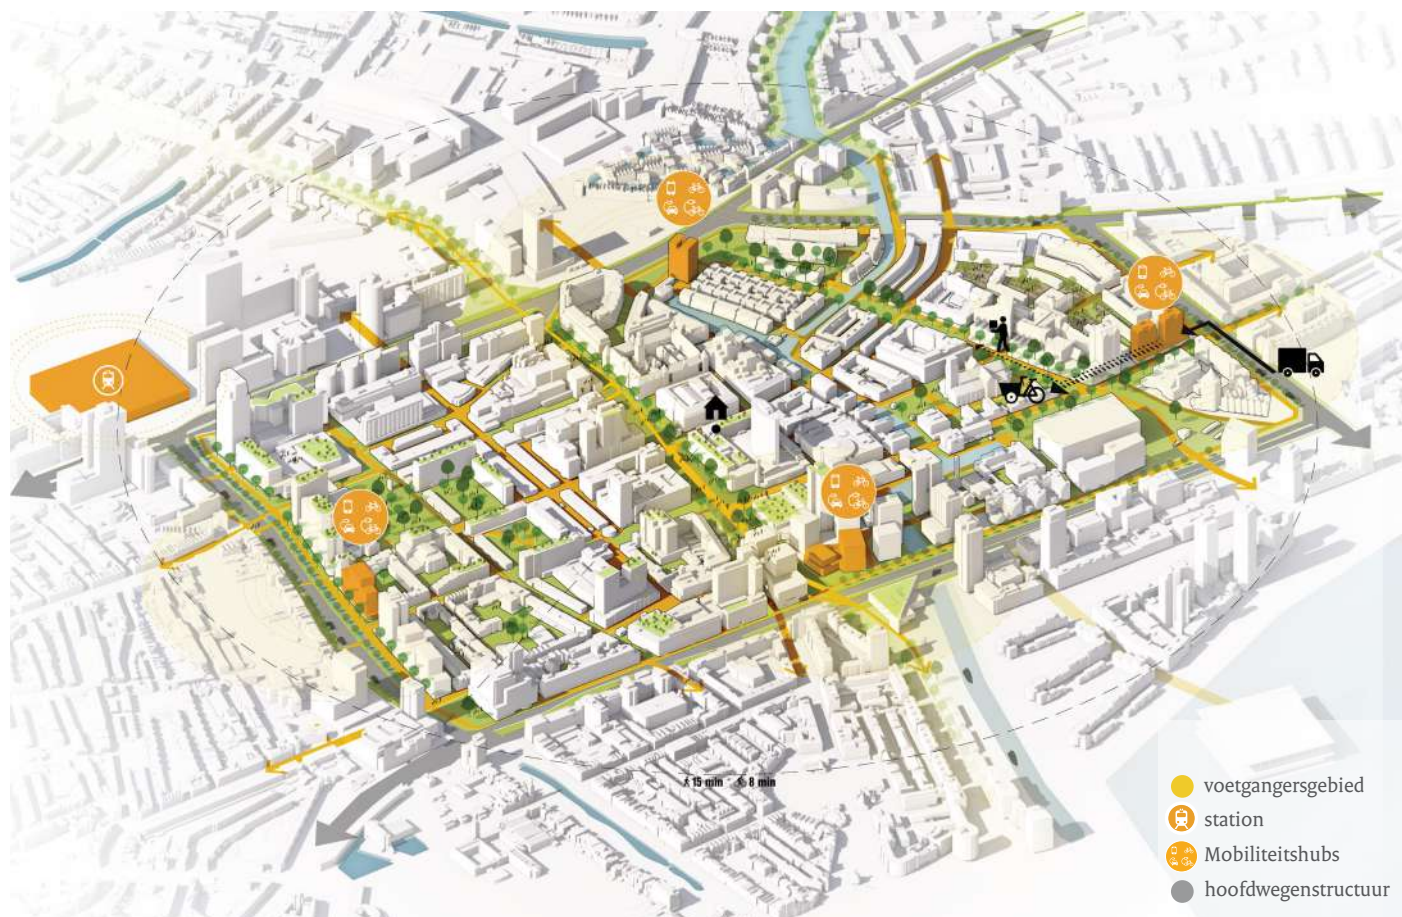 15 min 8 min
voetgangersgebied
station
Mobiliteitshubs
hoofdwegenstructuur